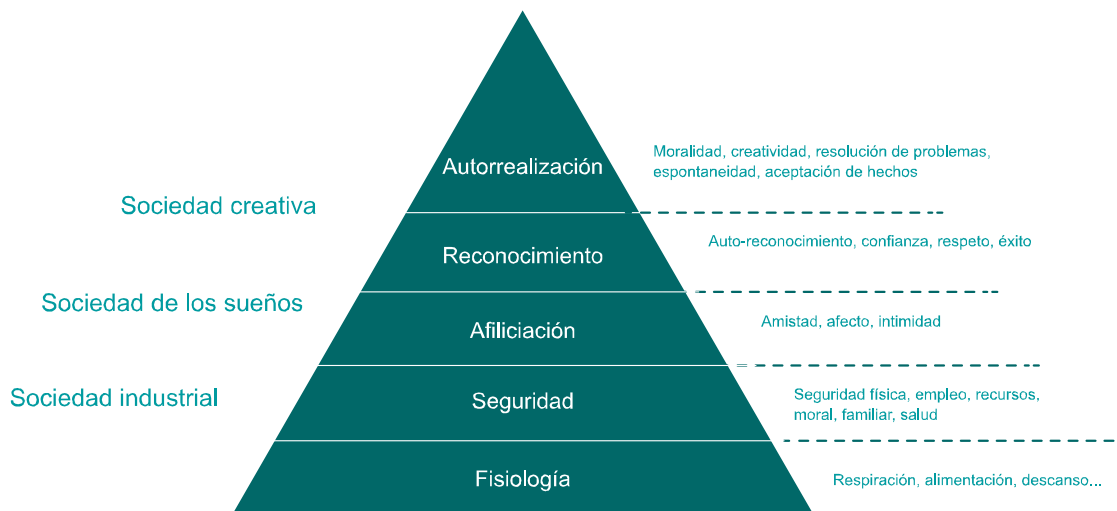 Autorrealización
Moralidad, creatividad, resolución de problemas,
espontaneidad, aceptación de hechos
Sociedad creativa
Reconocimiento
Auto-reconocimiento, confianza, respeto, éxito
Sociedad de los sueños
Afiliciación
Amistad, afecto, intimidad
Sociedad industrial
Seguridad
Seguridad física, empleo, recursos,
moral, familiar, salud
Fisiología
Respiración, alimentación, descanso...